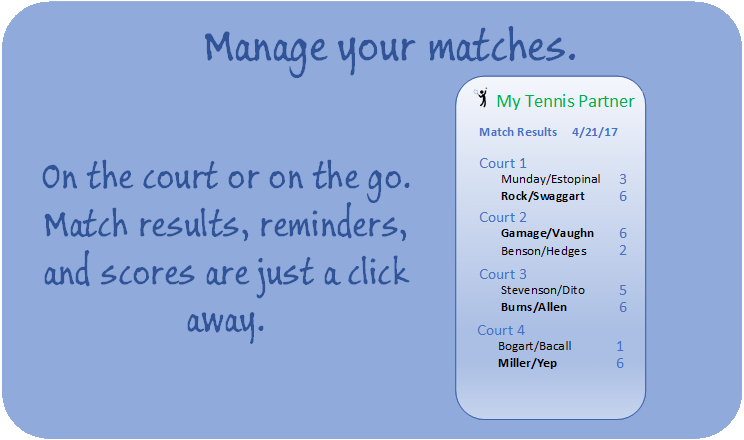 Manage your matches.
On the court or on the go.
Match results, reminders,
and scores are just a click
away.
My Tennis Partner
Match Results 4/21/17
Court 1
Munday/Estopinal 3
Rock/Swaggart 6
Court 2
Gamage/Vaughn 6
Benson/Hedges 2
Court 3
Stevenson/Dito 5
Burns/Allen 6
Court 4
Bogart/Bacall 1
Miller/Yep 6